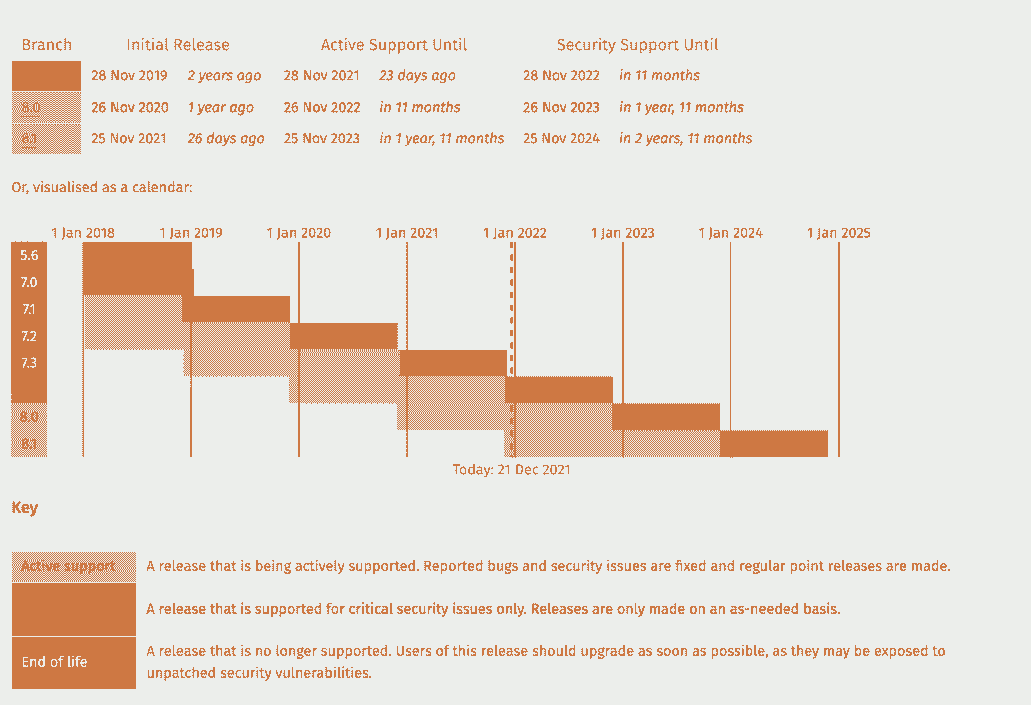 Branch Initial Release Active Support Until Security Support Until
28 Nov 2019 2 years ago 28 Nov 2021 23 days ago 28 Nov 2022 in 11 months
8.0 26 Nov 2020 1 year ago 26 Nov 2022 in 11 months 26 Nov 2023 in 1 year, 11 months
8.1 25 Nov 2021 26 days ago 25 Nov 2023 in 1 year, 11 months 25 Nov 2024 in 2 years, 11 months
Or, visualised as a calendar:
1 Jan 2018 1 Jan 2019 1 Jan 2020 1 Jan 2021 1 Jan 2022 1 Jan 2023 1 Jan 2024 1 Jan 2025
5.6
7.0
7.1
7.2
7.3
8.0
8.1
Today: 21 Dec 2021
Key
Active support A release that is being actively supported. Reported bugs and security issues are fixed and regular point releases are made.
A release that is supported for critical security issues only. Releases are only made on an as-needed basis.
End of life A release that is no longer supported. Users of this release should upgrade as soon as possible, as they may be exposed to
unpatched security vulnerabilities.